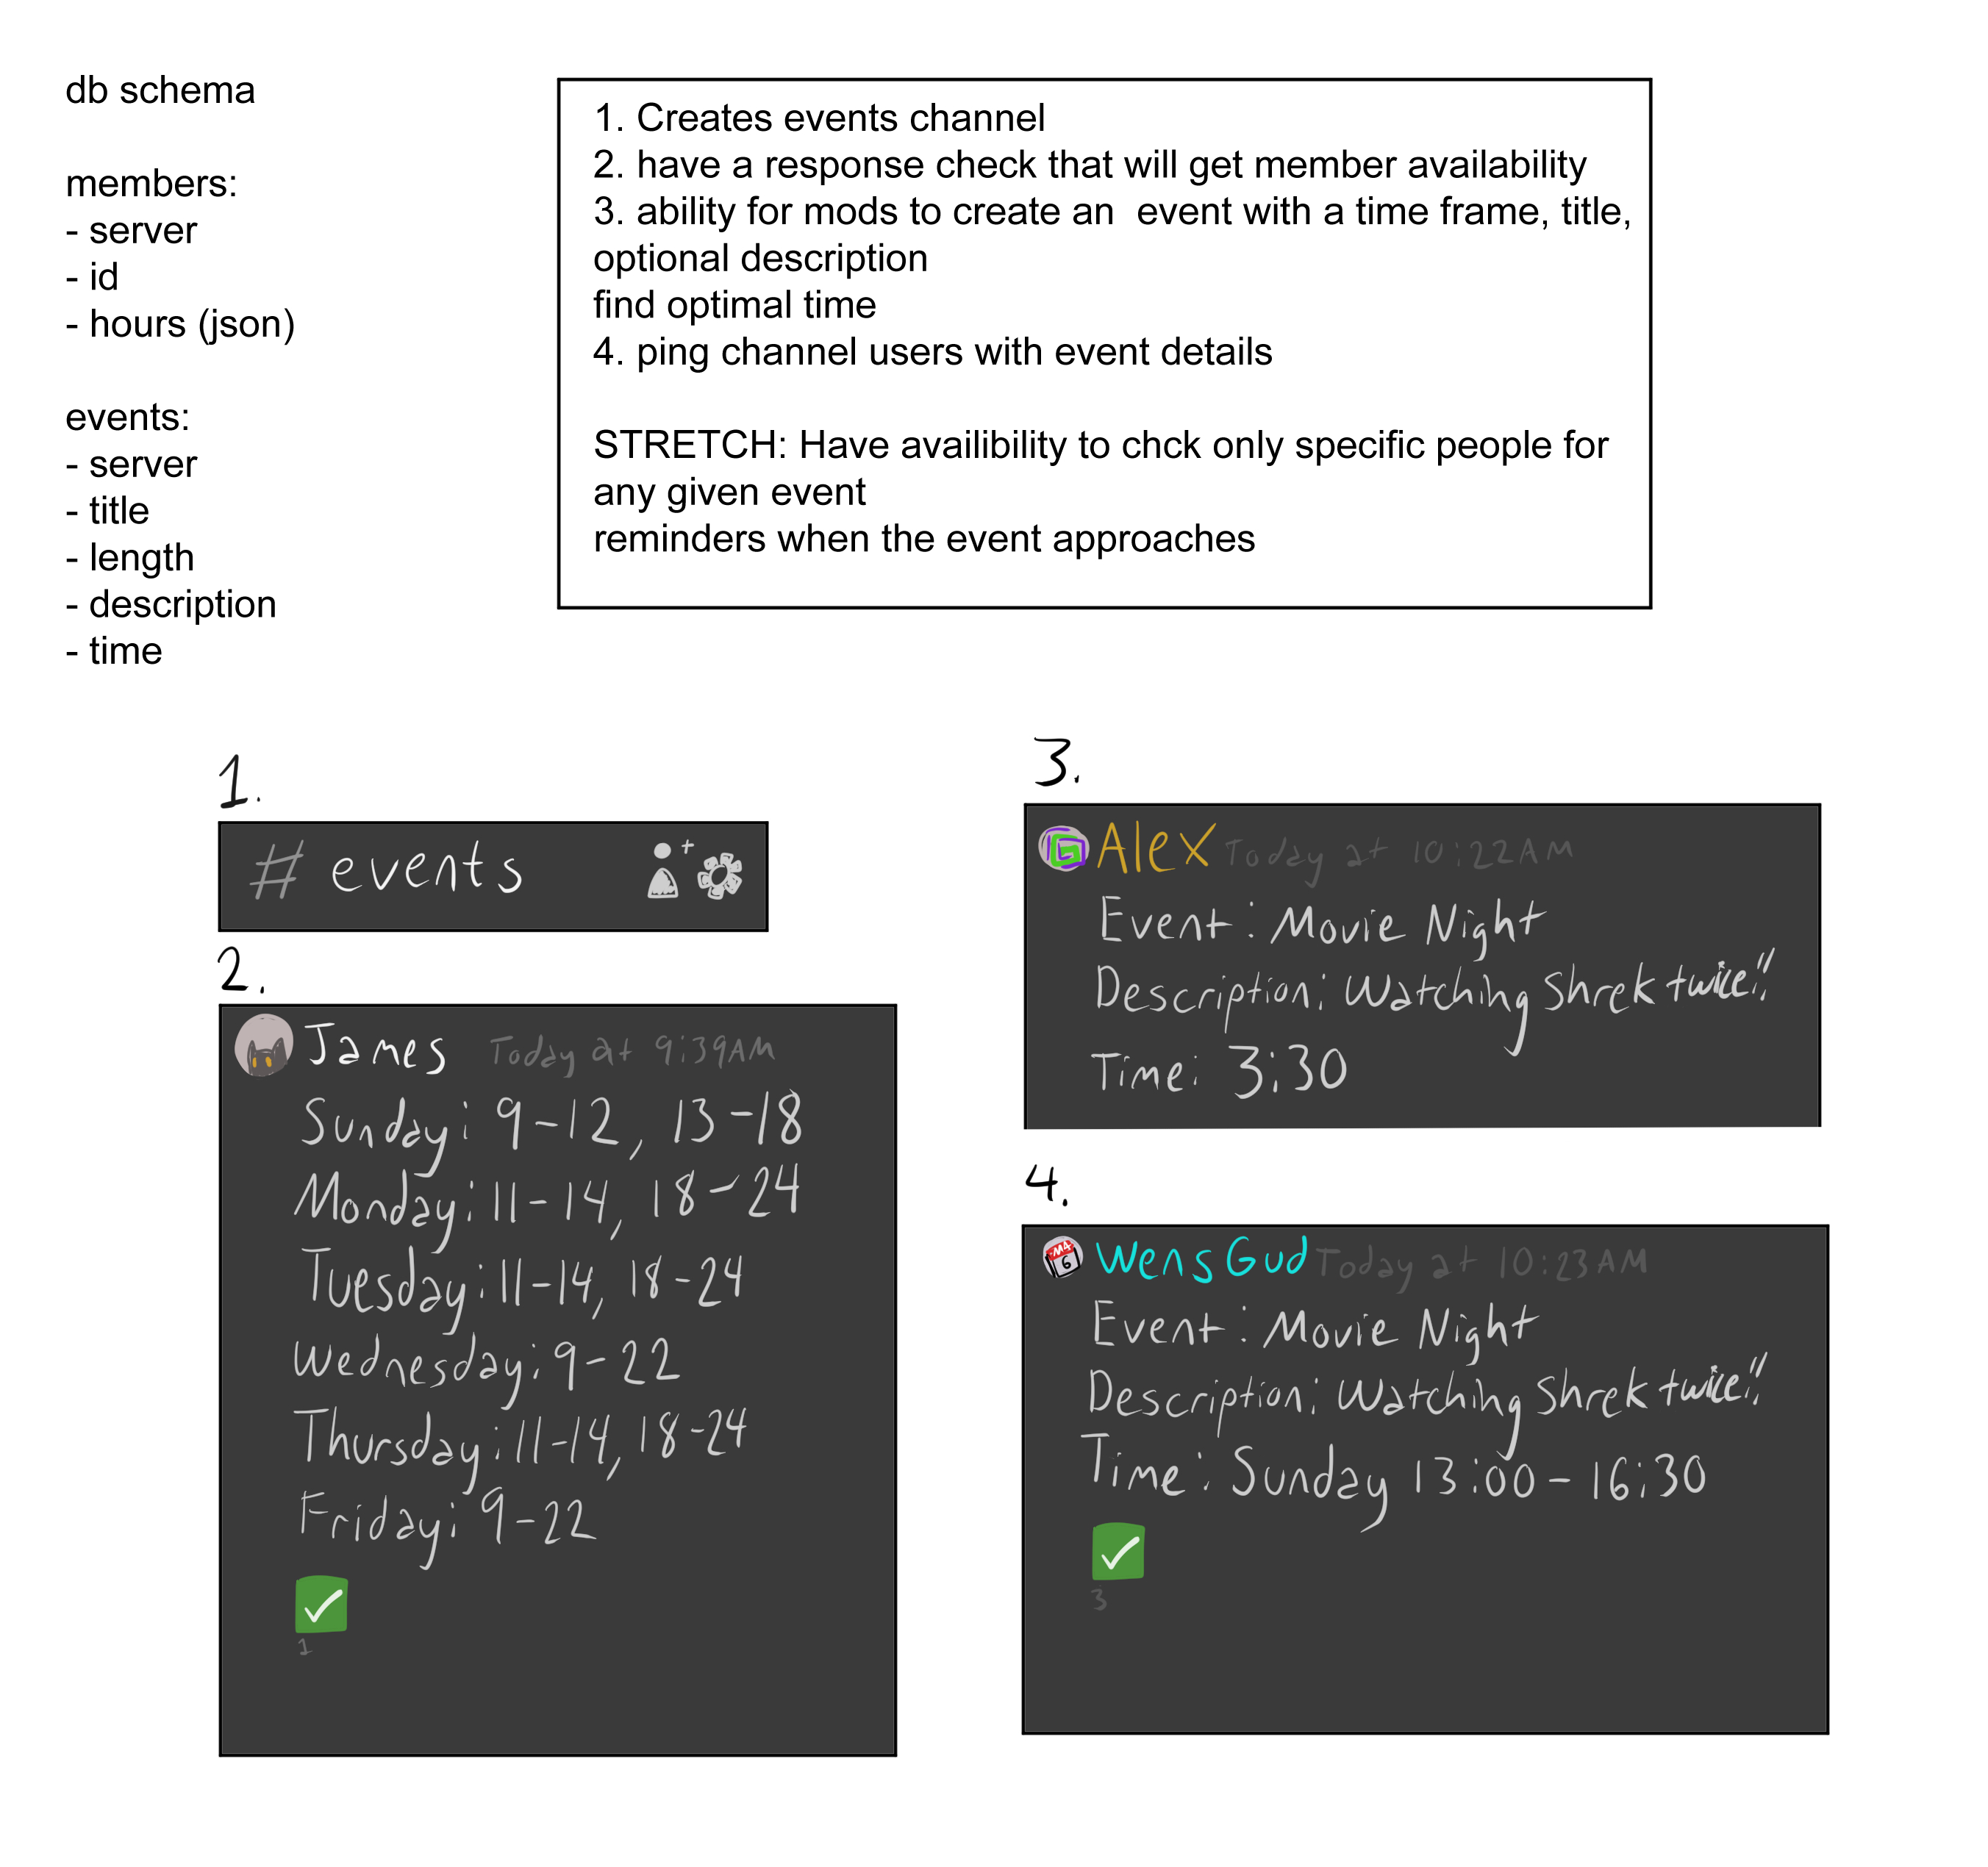 db schema
members:
- server
- id
- hours (json)
events:
- server
- title
- length
- description
- time
1. Creates events channel
2. have a response check that will get member availability
3. ability for mods to create an  event with a time frame, title,
optional description
find optimal time
4. ping channel users with event details
STRETCH: Have availibility to chck only specific people for
any given event
reminders when the event approaches
1.
# events
2.
James Today at 9:39AM
Sunday: 9-12, 13-18
Monday: 11-14, 18-24
Tuesday: 11-14, 18-24
Wednesday: 9-22
Thursday: 11-14, 18-24
Friday: 9-22
1
3.
Alex Today at 10:22AM
Event: Movie Night
Description: Watching Shrek twice!!
Time: 3:30
4.
M4
6
WensGud Today at 10:23AM
Event: Movie Night
Description: Watching Shrek twice!!
Time: Sunday 13:00-16:30
3